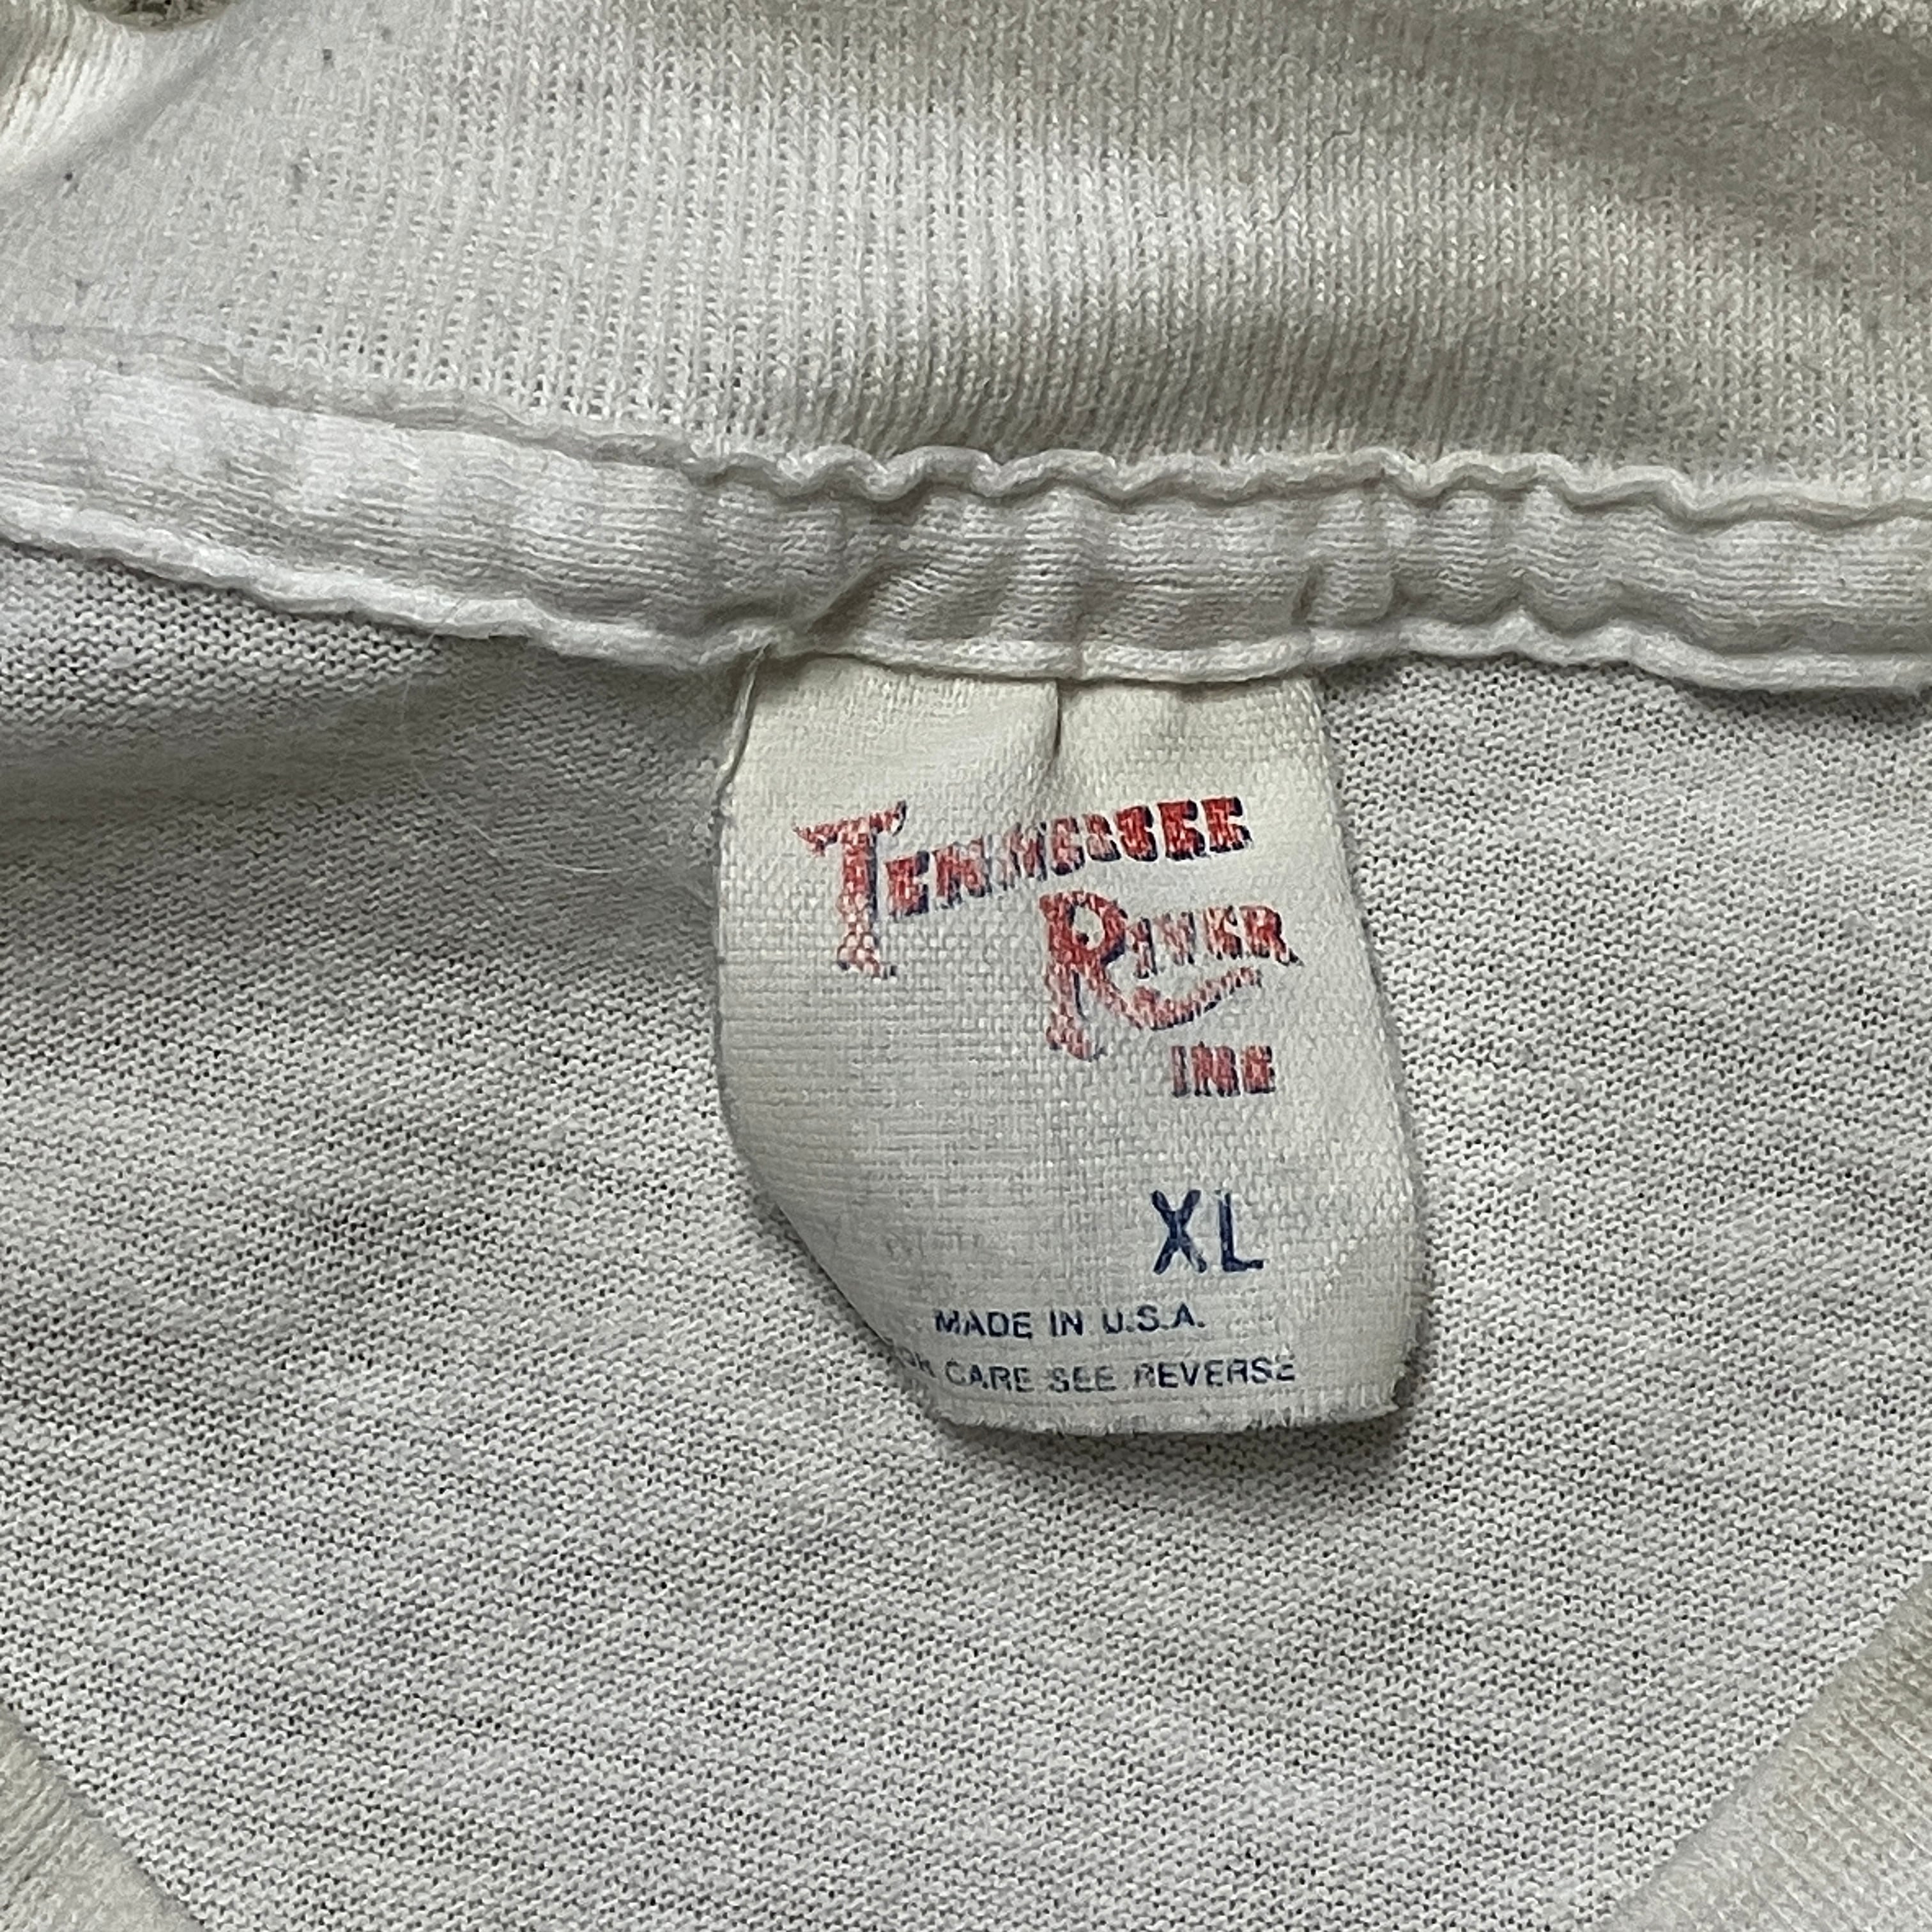 TENNESSEE
RIVER
INC
XL
MADE IN U.S.A.
CARE SEE REVERSE